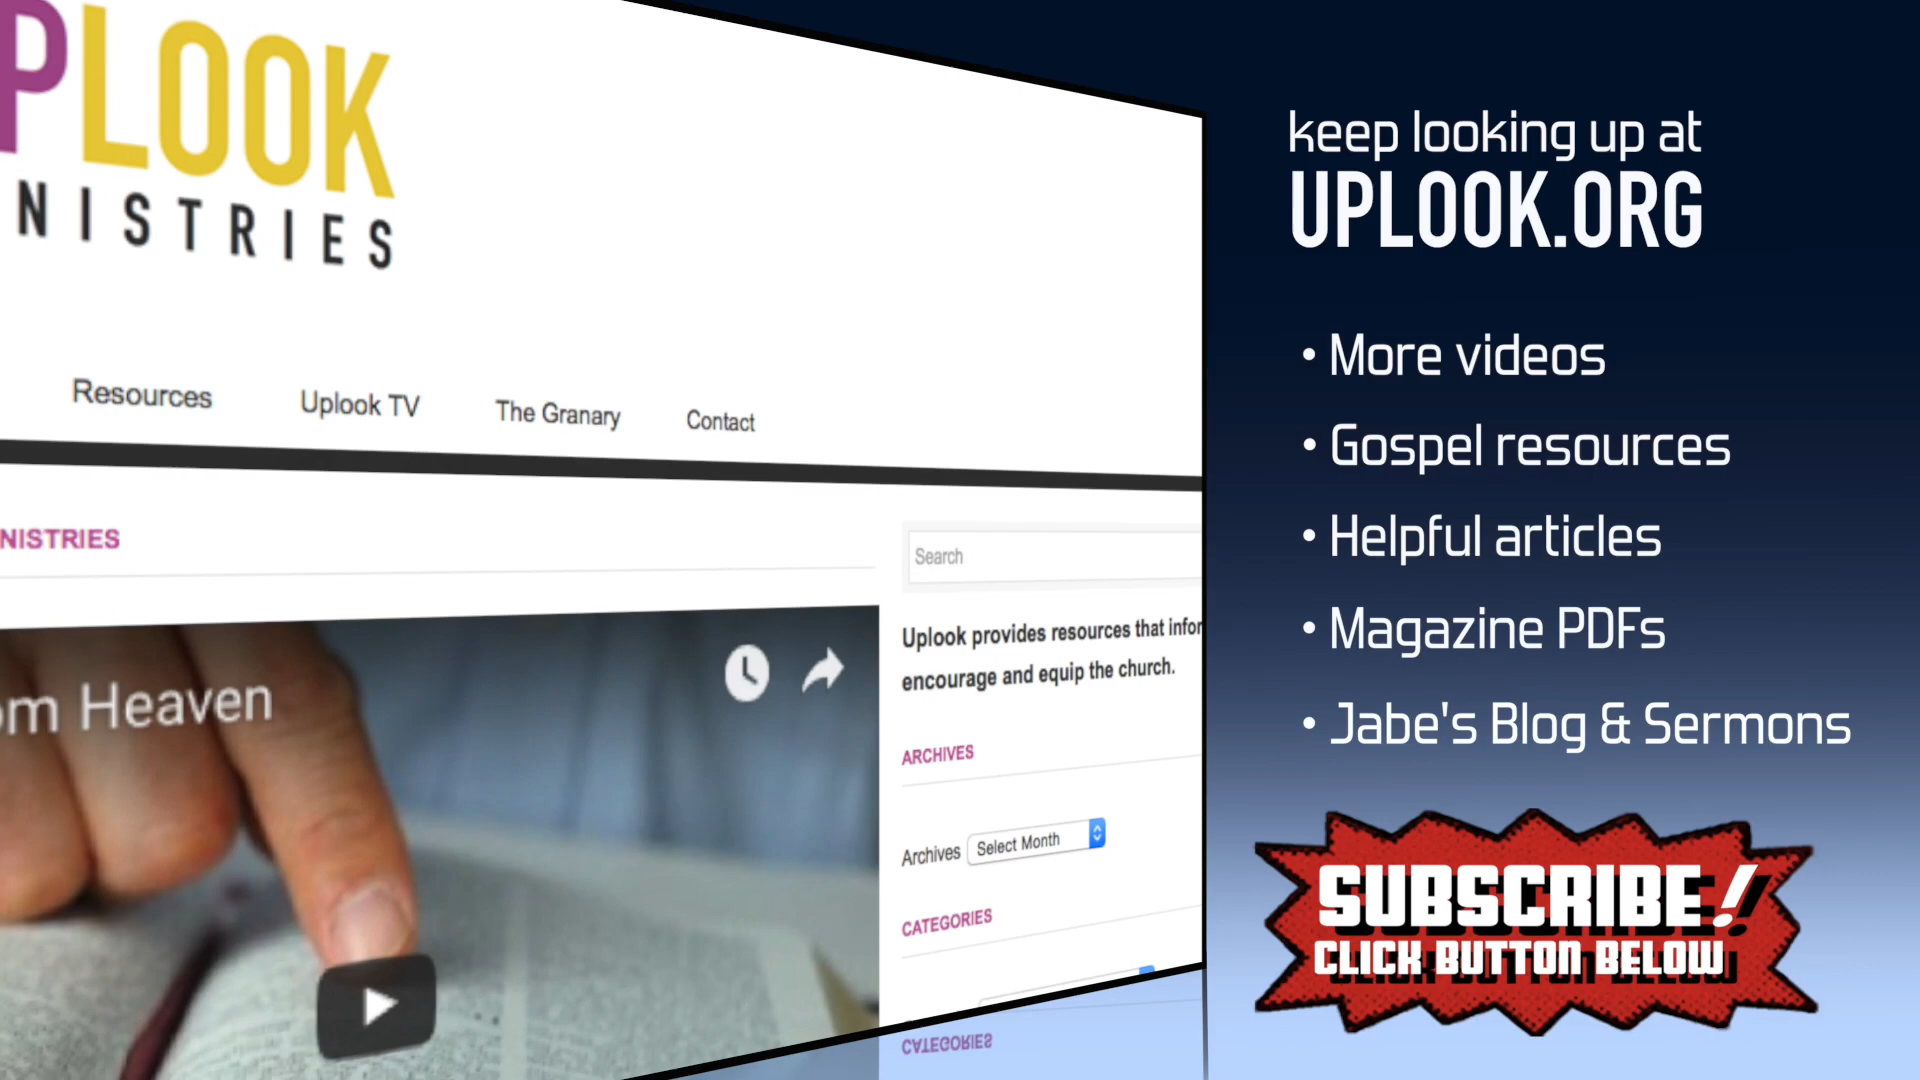 PLOOK
NISTRIES
Resources
Uplook TV
The Granary
Contact
NISTRIES
Search
om Heaven
Uplook provides resources that infor
encourage and equip the church.
ARCHIVES
Archives
Select Month
CATEGORIES
CATEGORIES
keep looking up at
UPLOOK.ORG
• More videos
• Gospel resources
• Helpful articles
• Magazine PDFs
• Jabe's Blog & Sermons
SUBSCRIBE!
CLICK BUTTON BELOW